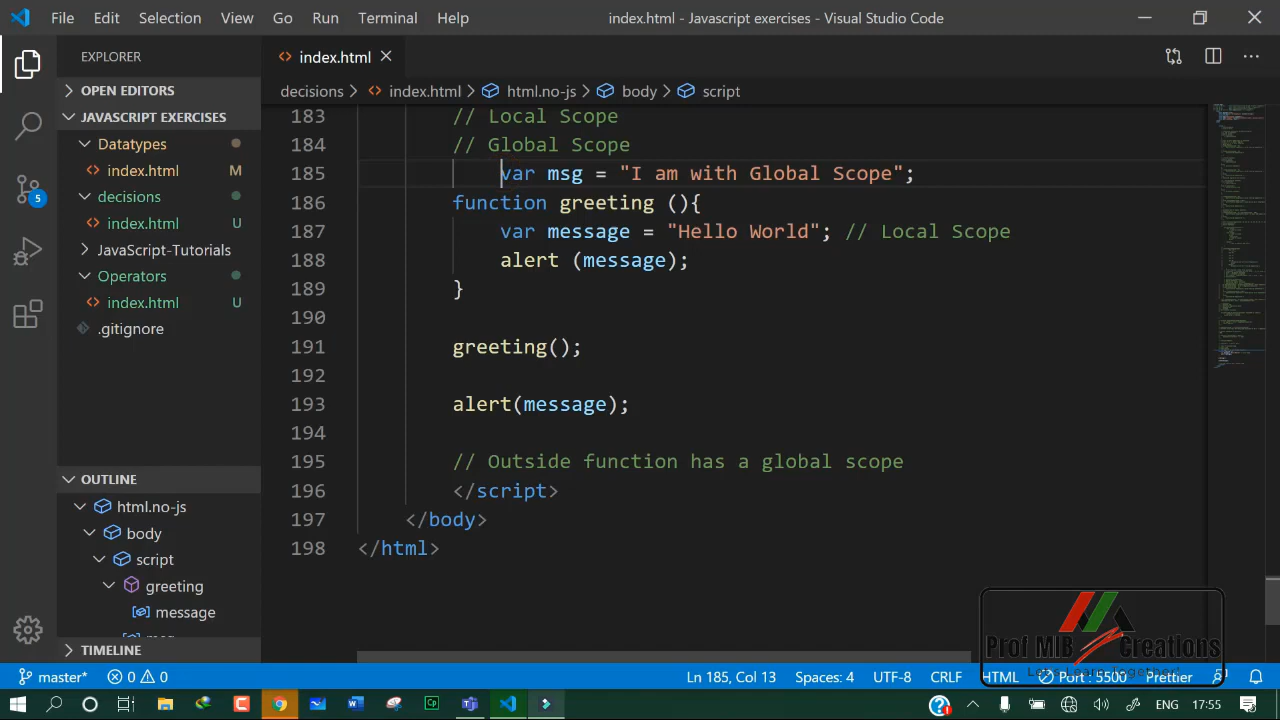 File Edit Selection View Go Run Terminal Help index.html - Javascript exercises - Visual Studio Code
EXPLORER
OPEN EDITORS
JAVASCRIPT EXERCISES
Datatypes
index.html M
decisions
index.html U
JavaScript-Tutorials
Operators
index.html U
.gitignore
5
OUTLINE
html.no-js
body
script
greeting
message
TIMELINE
index.html
decisions > index.html > html.no-js > body > script
183 // Local Scope
184 // Global Scope
185 var msg = "I am with Global Scope";
186 function greeting (){
187 var message = "Hello World"; // Local Scope
188 alert (message);
189 }
190
191 greeting();
192
193 alert(message);
194
195 // Outside function has a global scope
196 </script>
197 </body>
198 </html>
Prof MIB Creations
Let's Learn Together
master* 0 0 Ln 185, Col 13 Spaces: 4 UTF-8 CRLF HTML Port : 5500 Prettier
17:55